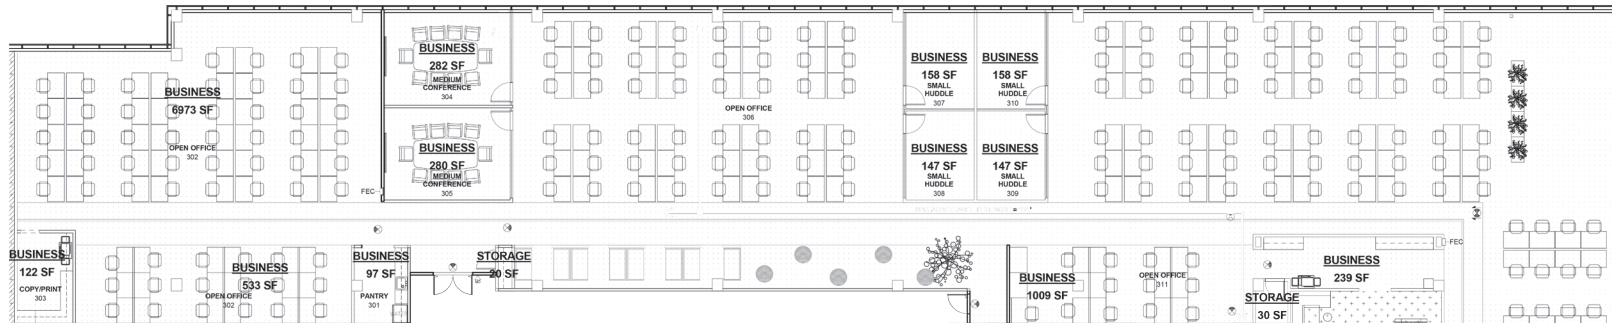 BUSINESS
6973 SF
OPEN OFFICE
302
BUSINESS
282 SF
MEDIUM
CONFERENCE
304
BUSINESS
280 SF
MEDIUM
CONFERENCE
305
FEC
OPEN OFFICE
306
BUSINESS
158 SF
SMALL
HUDDLE
307
BUSINESS
158 SF
SMALL
HUDDLE
310
BUSINESS
147 SF
SMALL
HUDDLE
308
BUSINESS
147 SF
SMALL
HUDDLE
309
BUSINESS
122 SF
COPY/PRINT
303
BUSINESS
533 SF
OPEN OFFICE
302
BUSINESS
97 SF
PANTRY
301
STORAGE
20 SF
BUSINESS
1009 SF
OPEN OFFICE
311
FEC
BUSINESS
239 SF
STORAGE
30 SF